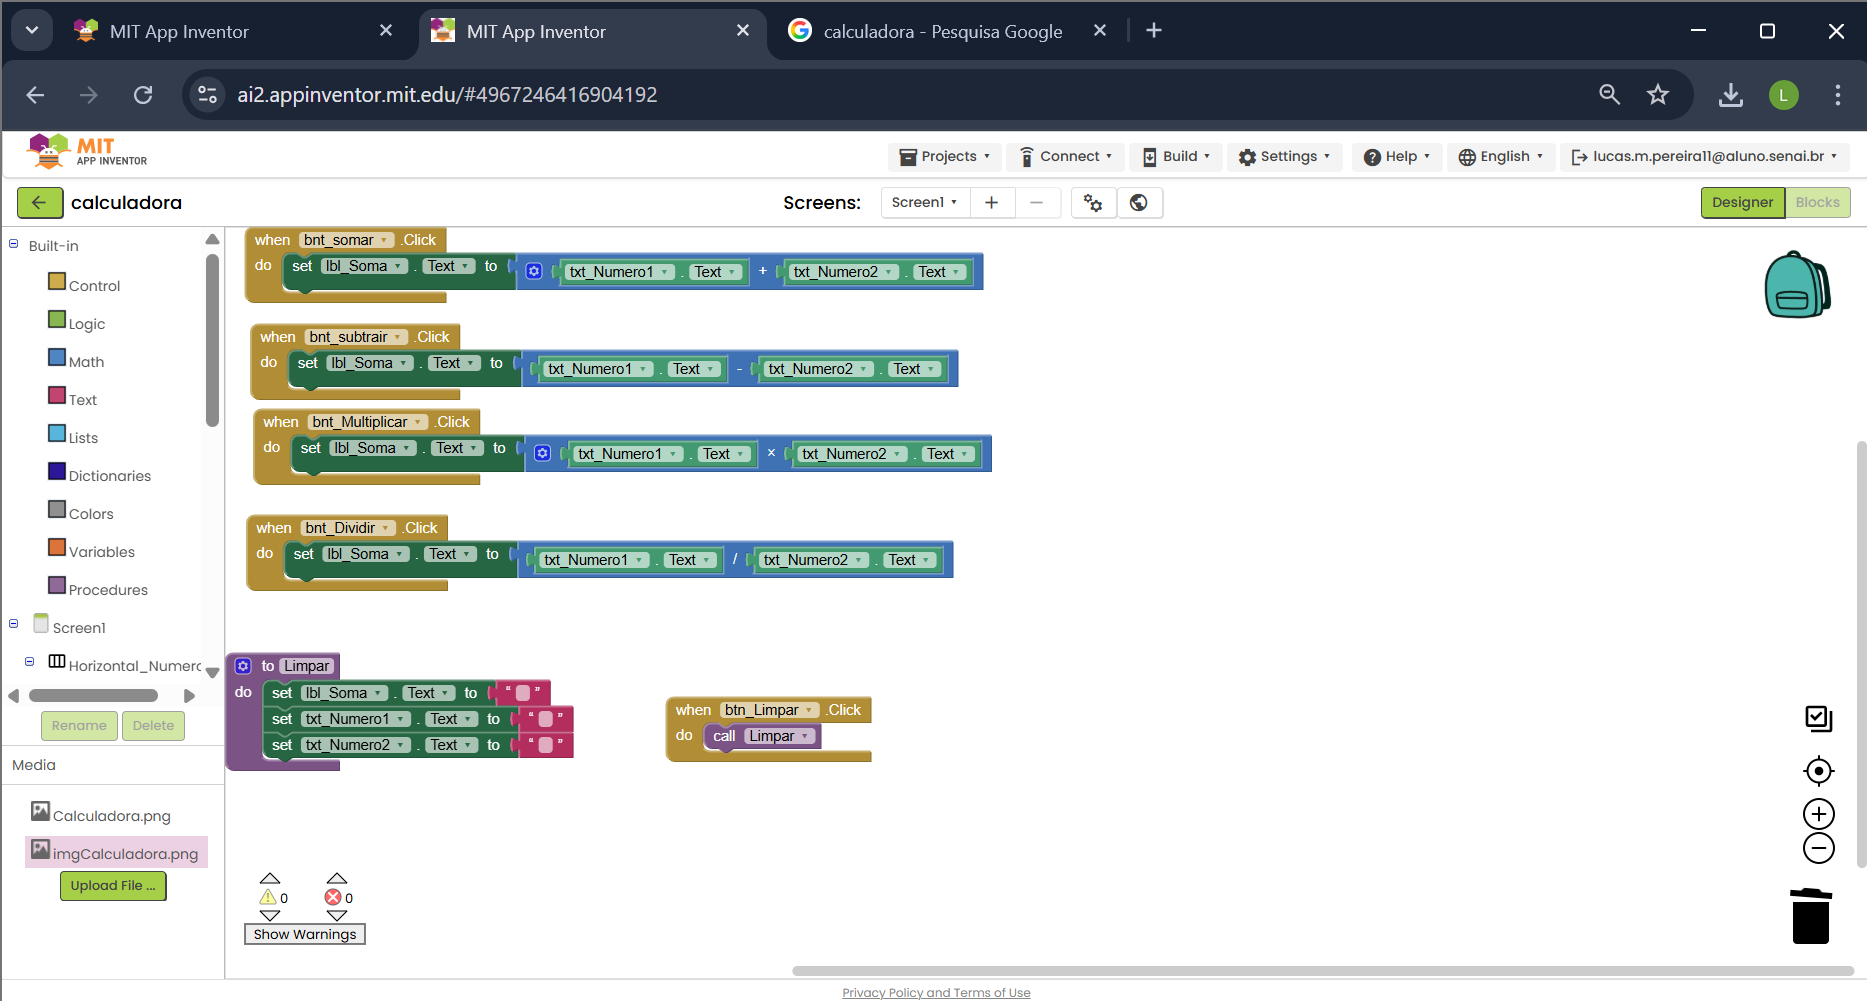 MIT App Inventor
MIT App Inventor
calculadora - Pesquisa Google
ai2.appinventor.mit.edu/#4967246416904192
L
MIT
APP INVENTOR
Projects
Connect
Build
Settings
Help
English
lucas.m.pereira11@aluno.senai.br
calculadora
Screens:
Screen1
Designer
Blocks
Built-in
Control
Logic
Math
Text
Lists
Dictionaries
Colors
Variables
Procedures
Screen1
Horizontal_Numero
Rename
Delete
Media
Calculadora.png
imgCalculadora.png
Upload File ...
when bnt_somar .Click
do set lbl_Soma . Text to txt_Numero1 . Text + txt_Numero2 . Text
when bnt_subtrair .Click
do set lbl_Soma . Text to txt_Numero1 . Text - txt_Numero2 . Text
when bnt_Multiplicar .Click
do set lbl_Soma . Text to txt_Numero1 . Text × txt_Numero2 . Text
when bnt_Dividir .Click
do set lbl_Soma . Text to txt_Numero1 . Text / txt_Numero2 . Text
to Limpar
do set lbl_Soma . Text to “ ”
set txt_Numero1 . Text to “ ”
set txt_Numero2 . Text to “ ”
when btn_Limpar .Click
do call Limpar
0 0
Show Warnings
Privacy Policy and Terms of Use